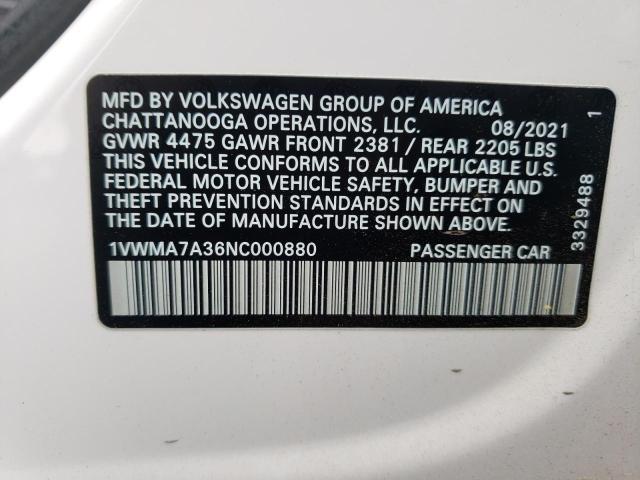 MFD BY VOLKSWAGEN GROUP OF AMERICA
CHATTANOOGA OPERATIONS, LLC. 08/2021
GVWR 4475 GAWR FRONT 2381 / REAR 2205 LBS
THIS VEHICLE CONFORMS TO ALL APPLICABLE U.S.
FEDERAL MOTOR VEHICLE SAFETY, BUMPER AND
THEFT PREVENTION STANDARDS IN EFFECT ON
THE DATE OF MANUFACTURE SHOWN ABOVE.
1VWMA7A36NC000880 PASSENGER CAR
3329488 1